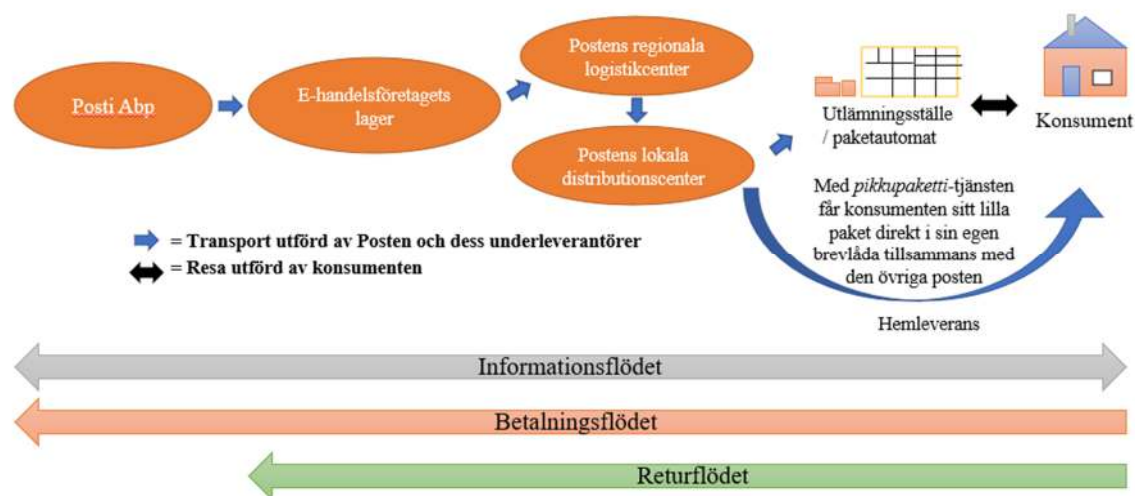 Posti Abp
E-handelsföretagets
lager
Postens regionala
logistikcenter
Postens lokala
distributionscenter
Utlämningsställe
/ paketautomat
Konsument
Med pikkupaketti-tjänsten
får konsumenten sitt lilla
paket direkt i sin egen
brevlåda tillsammans med
den övriga posten
Hemleverans
= Transport utförd av Posten och dess underleverantörer
= Resa utförd av konsumenten
Informationsflödet
Betalningsflödet
Returflödet